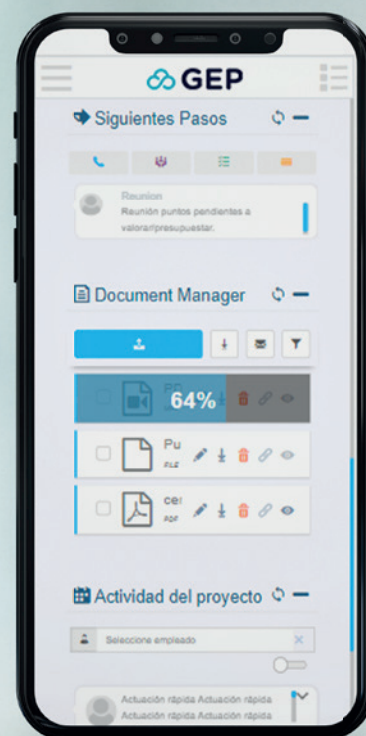 GEP
Siguientes Pasos
Reunion
Reunión puntos pendientes a
valorar/presupuestar.
Document Manager
64%
Pu
cer
PDF
Actividad del proyecto
Seleccione empleado
Actuación rápida Actuación rápida
Actuación rápida Actuación rápida